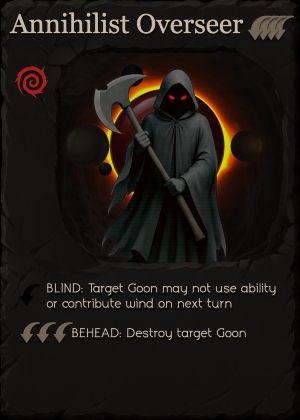 Annihilist Overseer
BLIND: Target Goon may not use ability
or contribute wind on next turn
BEHEAD: Destroy target Goon